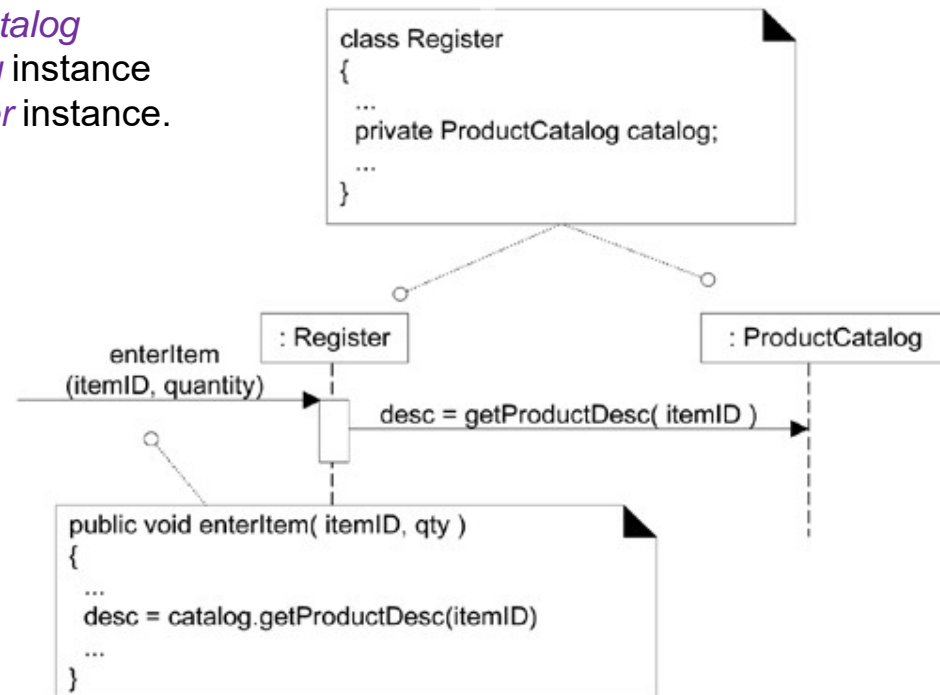 talog
instance
er instance.
class Register
{
...
private ProductCatalog catalog;
...
}
: Register
: ProductCatalog
enterItem
(itemID, quantity)
desc = getProductDesc( itemID )
public void enterItem( itemID, qty )
{
...
desc = catalog.getProductDesc(itemID)
...
}